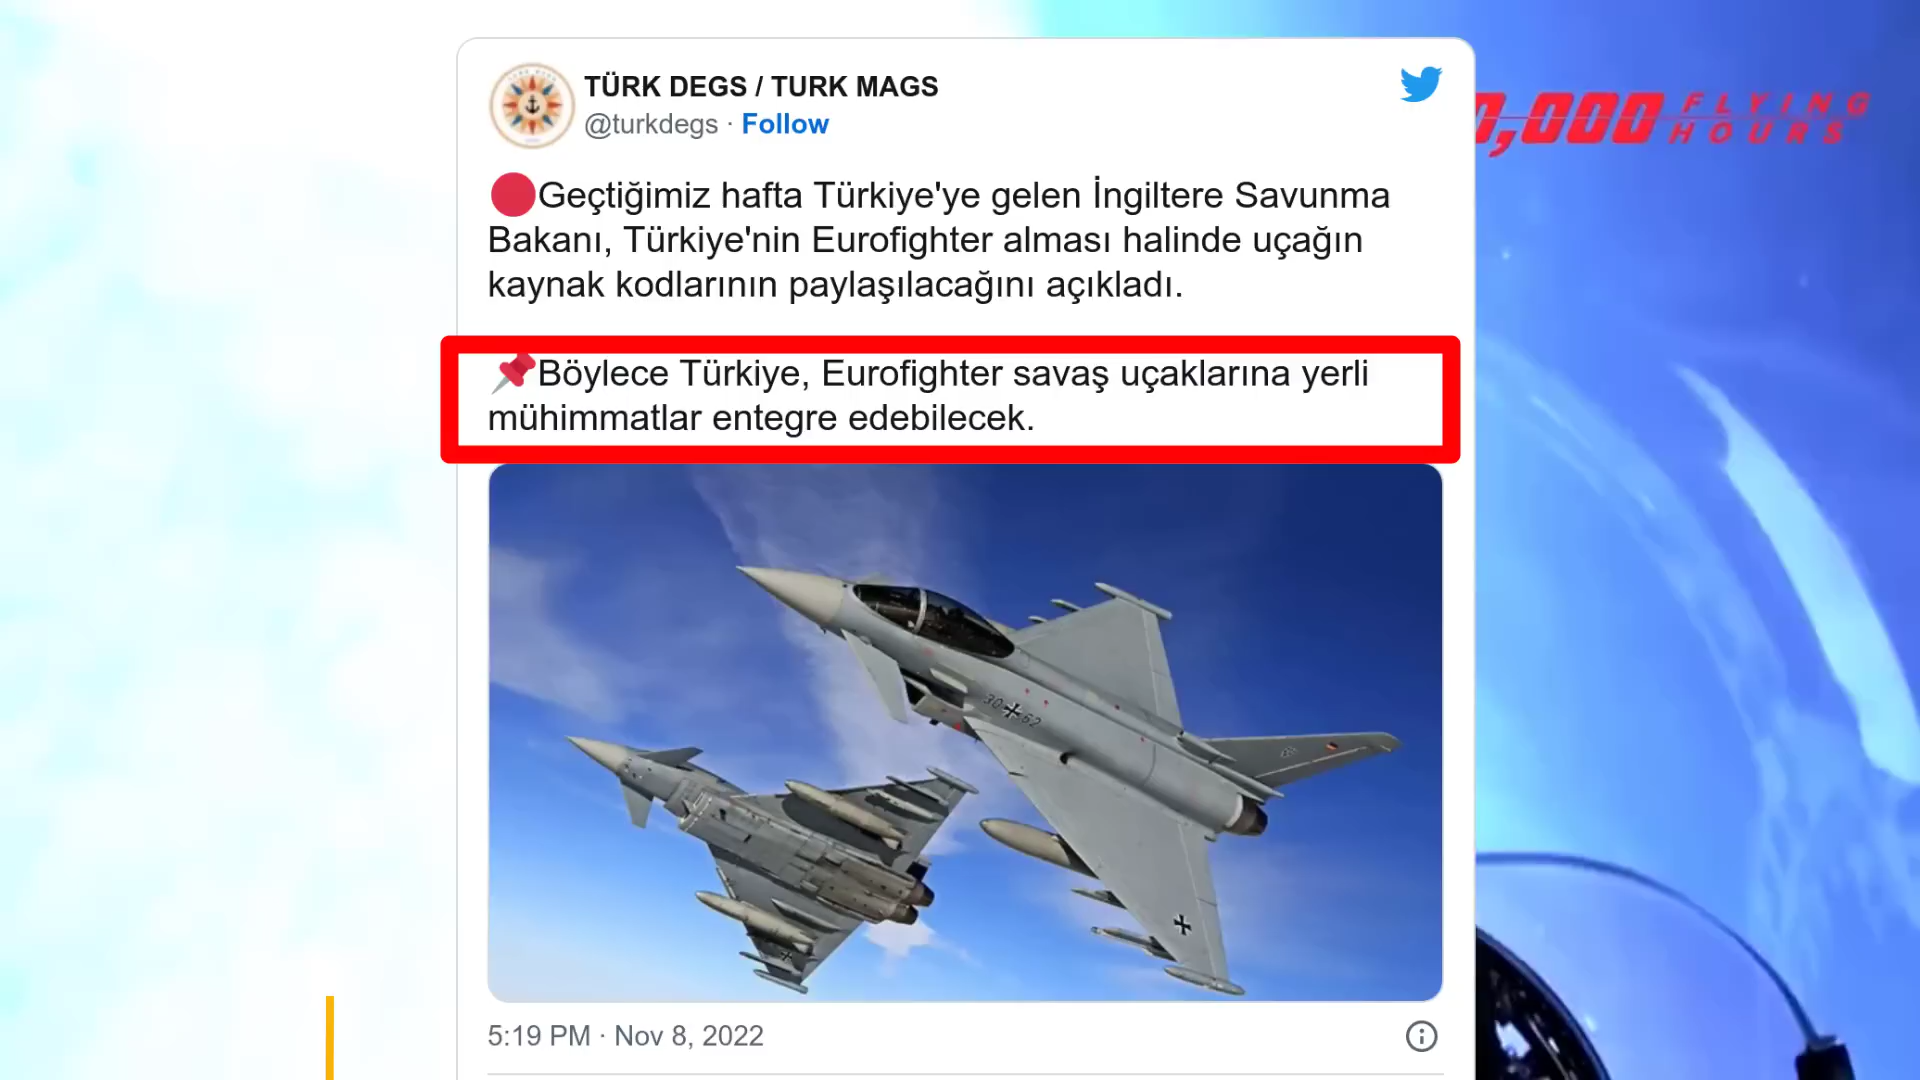 TÜRK DEGS / TURK MAGS
@turkdegs · Follow
0,000 FLYING HOURS
🔴Geçtiğimiz hafta Türkiye'ye gelen İngiltere Savunma
Bakanı, Türkiye'nin Eurofighter alması halinde uçağın
kaynak kodlarının paylaşılacağını açıkladı.
📌Böylece Türkiye, Eurofighter savaş uçaklarına yerli
mühimmatlar entegre edebilecek.
30 62
5:19 PM · Nov 8, 2022